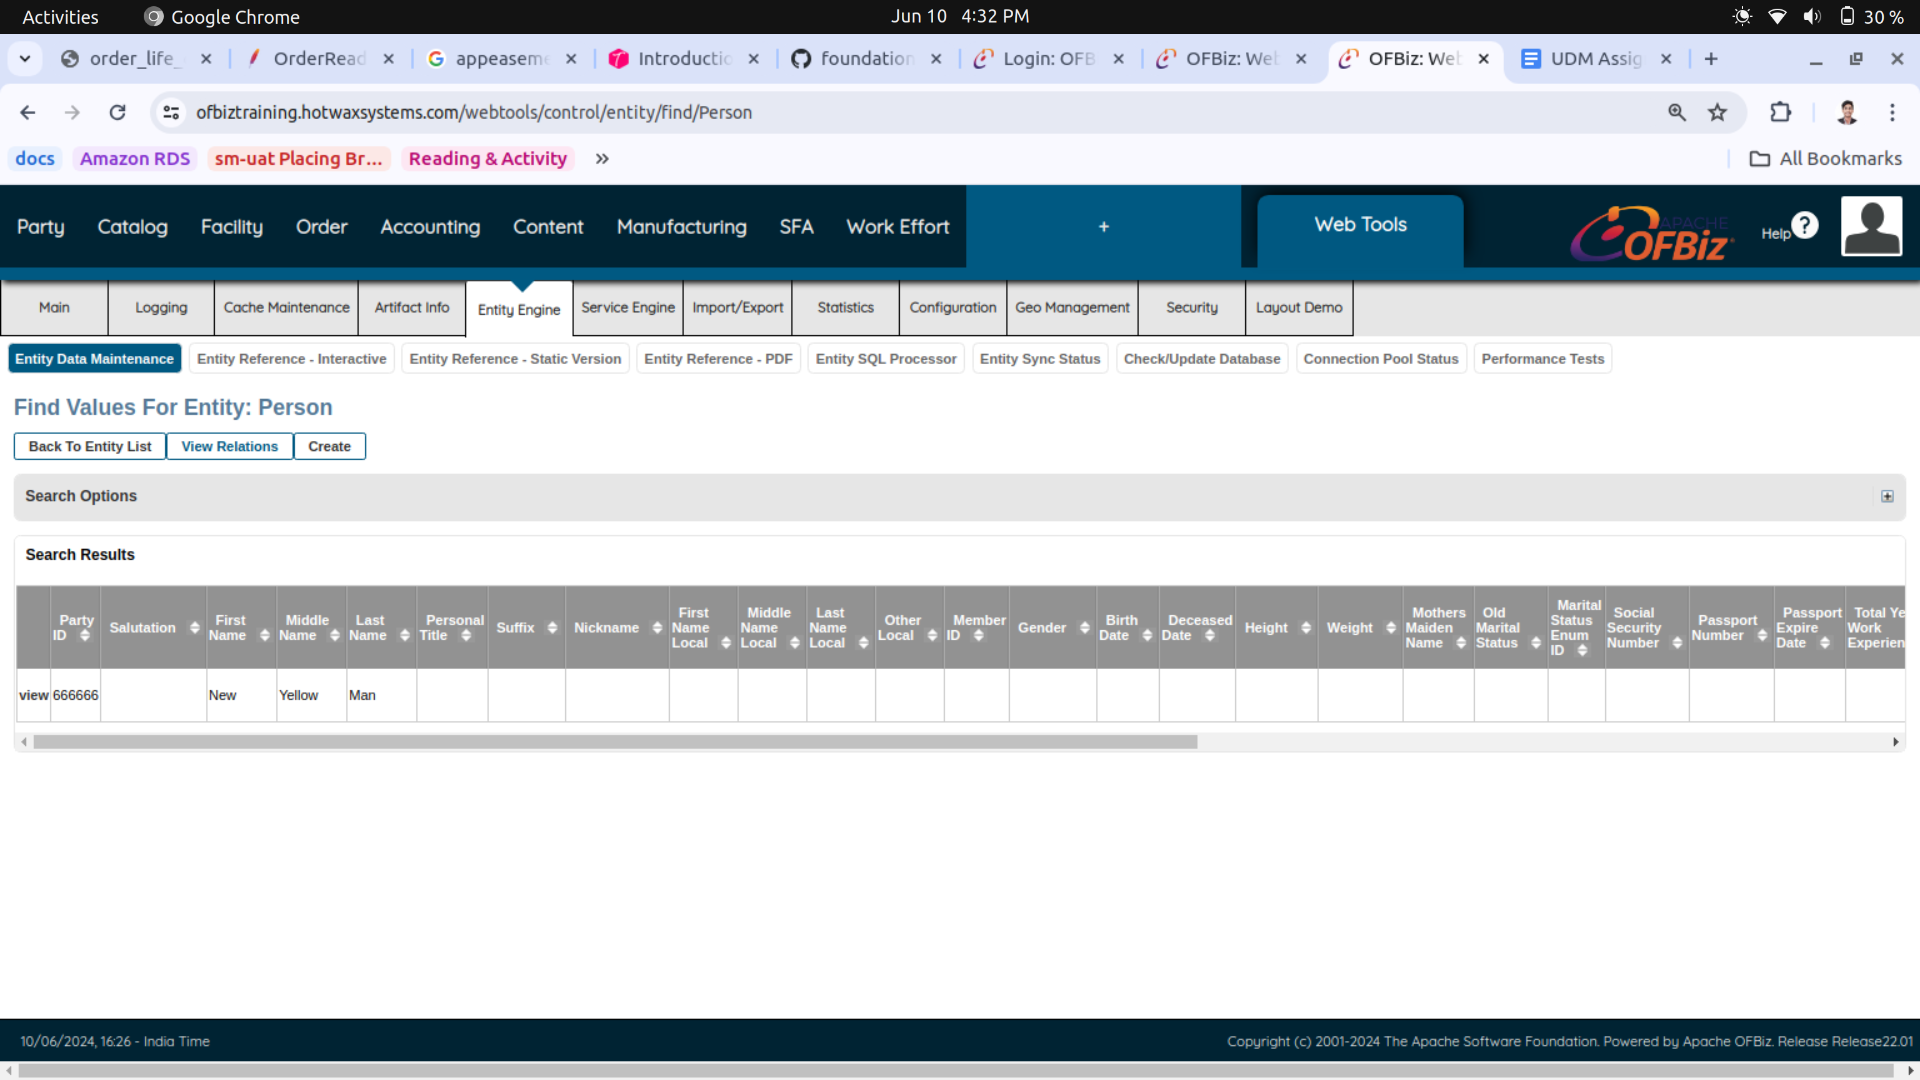 Activities Google Chrome Jun 10 4:32 PM 30 %
order_life_ OrderRead appeaseme Introductio foundation Login: OFB OFBiz: Web OFBiz: Web UDM Assig
ofbiztraining.hotwaxsystems.com/webtools/control/entity/find/Person
docs Amazon RDS sm-uat Placing Br... Reading & Activity » All Bookmarks
Party Catalog Facility Order Accounting Content Manufacturing SFA Work Effort + Web Tools APACHE OFBiz Help ?
Main Logging Cache Maintenance Artifact Info Entity Engine Service Engine Import/Export Statistics Configuration Geo Management Security Layout Demo
Entity Data Maintenance Entity Reference - Interactive Entity Reference - Static Version Entity Reference - PDF Entity SQL Processor Entity Sync Status Check/Update Database Connection Pool Status Performance Tests
Find Values For Entity: Person
Back To Entity List View Relations Create
Search Options
Search Results
Party ID Salutation First Name Middle Name Last Name Personal Title Suffix Nickname First Name Local Middle Name Local Last Name Local Other Local Member ID Gender Birth Date Deceased Date Height Weight Mothers Maiden Name Old Marital Status Marital Status Enum ID Social Security Number Passport Number Passport Expire Date Total Ye Work Experien
view 666666 New Yellow Man
10/06/2024, 16:26 - India Time Copyright (c) 2001-2024 The Apache Software Foundation. Powered by Apache OFBiz. Release Release22.01